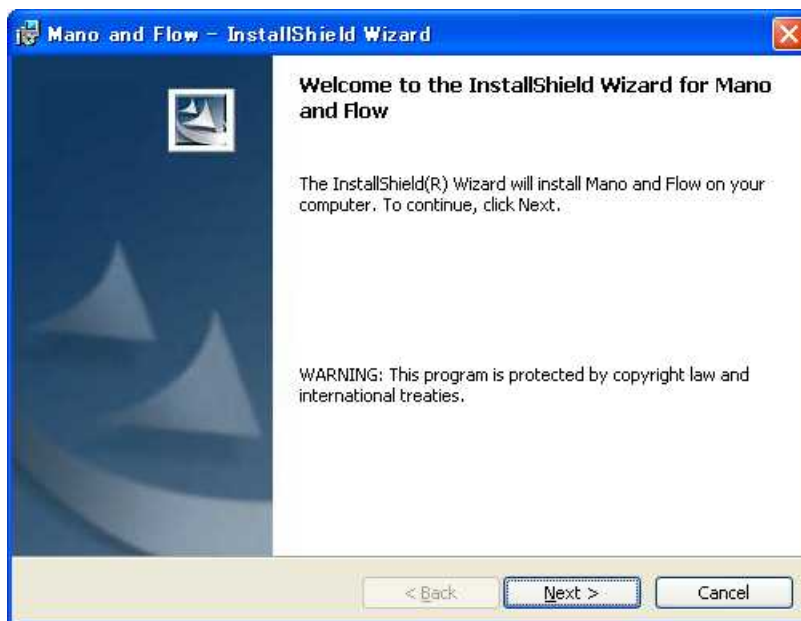 Mano and Flow - InstallShield Wizard
Welcome to the InstallShield Wizard for Mano
and Flow
The InstallShield(R) Wizard will install Mano and Flow on your
computer. To continue, click Next.
WARNING: This program is protected by copyright law and
international treaties.
< Back
Next >
Cancel